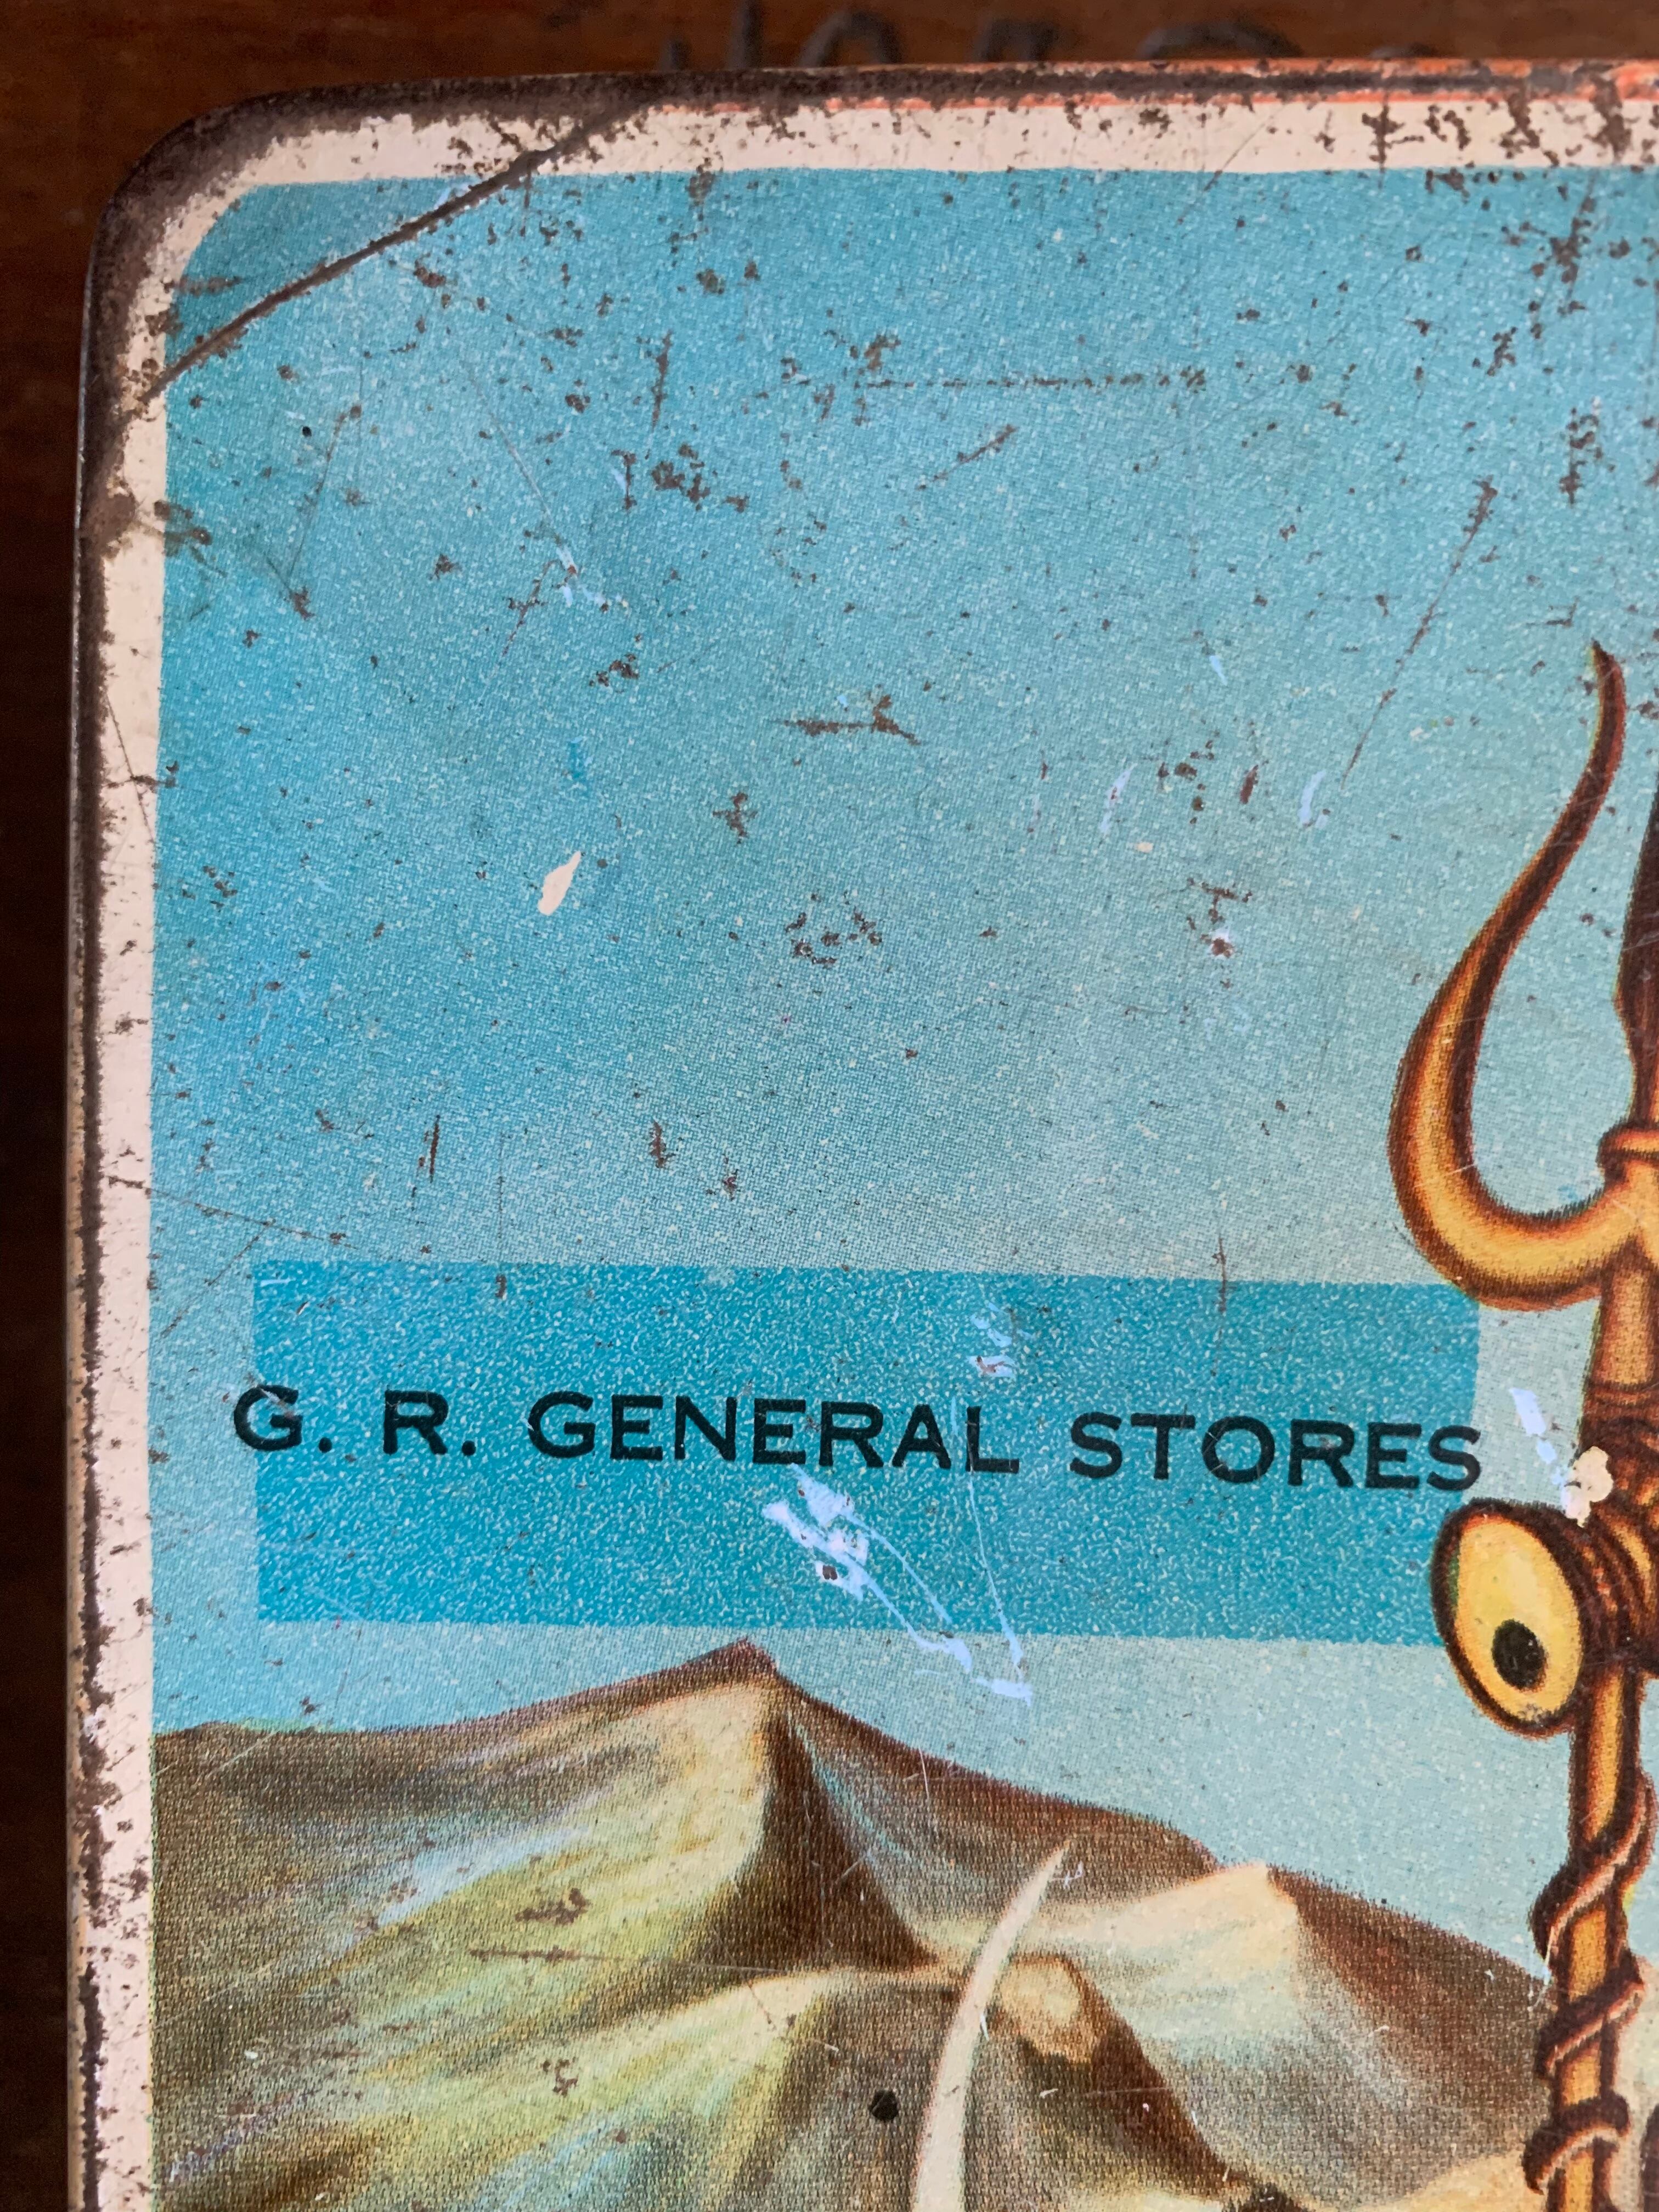 G. R. GENERAL STORES